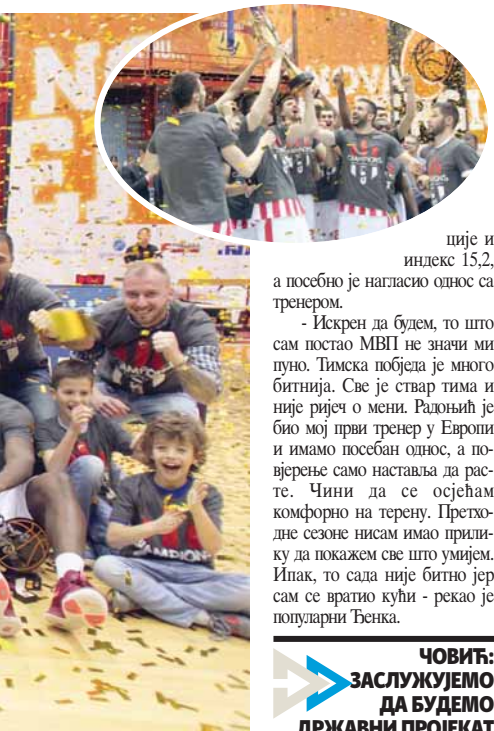 NOVA
CHAMPIONS
CHAMPIONS
CHAMPIONS
ције и
индекс 15,2,
а посебно је нагласио однос са
тренером.
- Искрен да будем, то што
сам постао МВП не значи ми
пуно. Тимска побједа је много
битнија. Све је ствар тима и
није ријеч о мени. Радоњић је
био мој први тренер у Европи
и имамо посебан однос, а по-
вјерење само наставља да рас-
те. Чини да се осјећам
комфорно на терену. Претхо-
дне сезоне нисам имао прили-
ку да покажем све што умијем.
Ипак, то сада није битно јер
сам се вратио кући - рекао је
популарни Ћенка.
ЧОВИЋ:
ЗАСЛУЖУЈЕМО
ДА БУДЕМО
ДРЖАВНИ ПРОЈЕКАТ